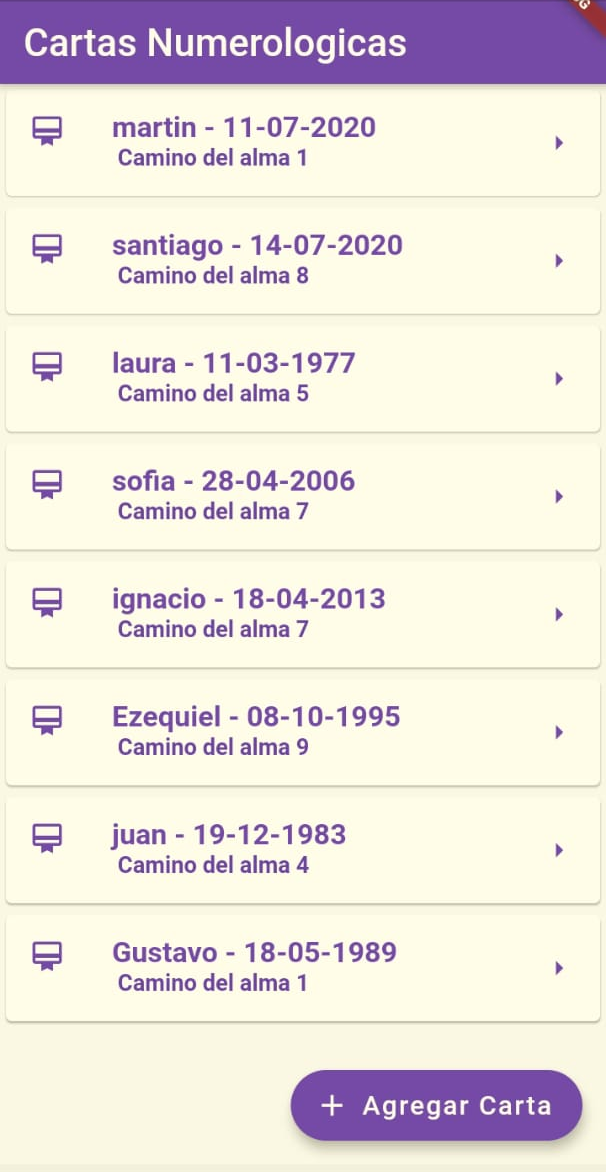 Cartas Numerologicas
martin - 11-07-2020
Camino del alma 1
santiago - 14-07-2020
Camino del alma 8
laura - 11-03-1977
Camino del alma 5
sofia - 28-04-2006
Camino del alma 7
ignacio - 18-04-2013
Camino del alma 7
Ezequiel - 08-10-1995
Camino del alma 9
juan - 19-12-1983
Camino del alma 4
Gustavo - 18-05-1989
Camino del alma 1
+ Agregar Carta